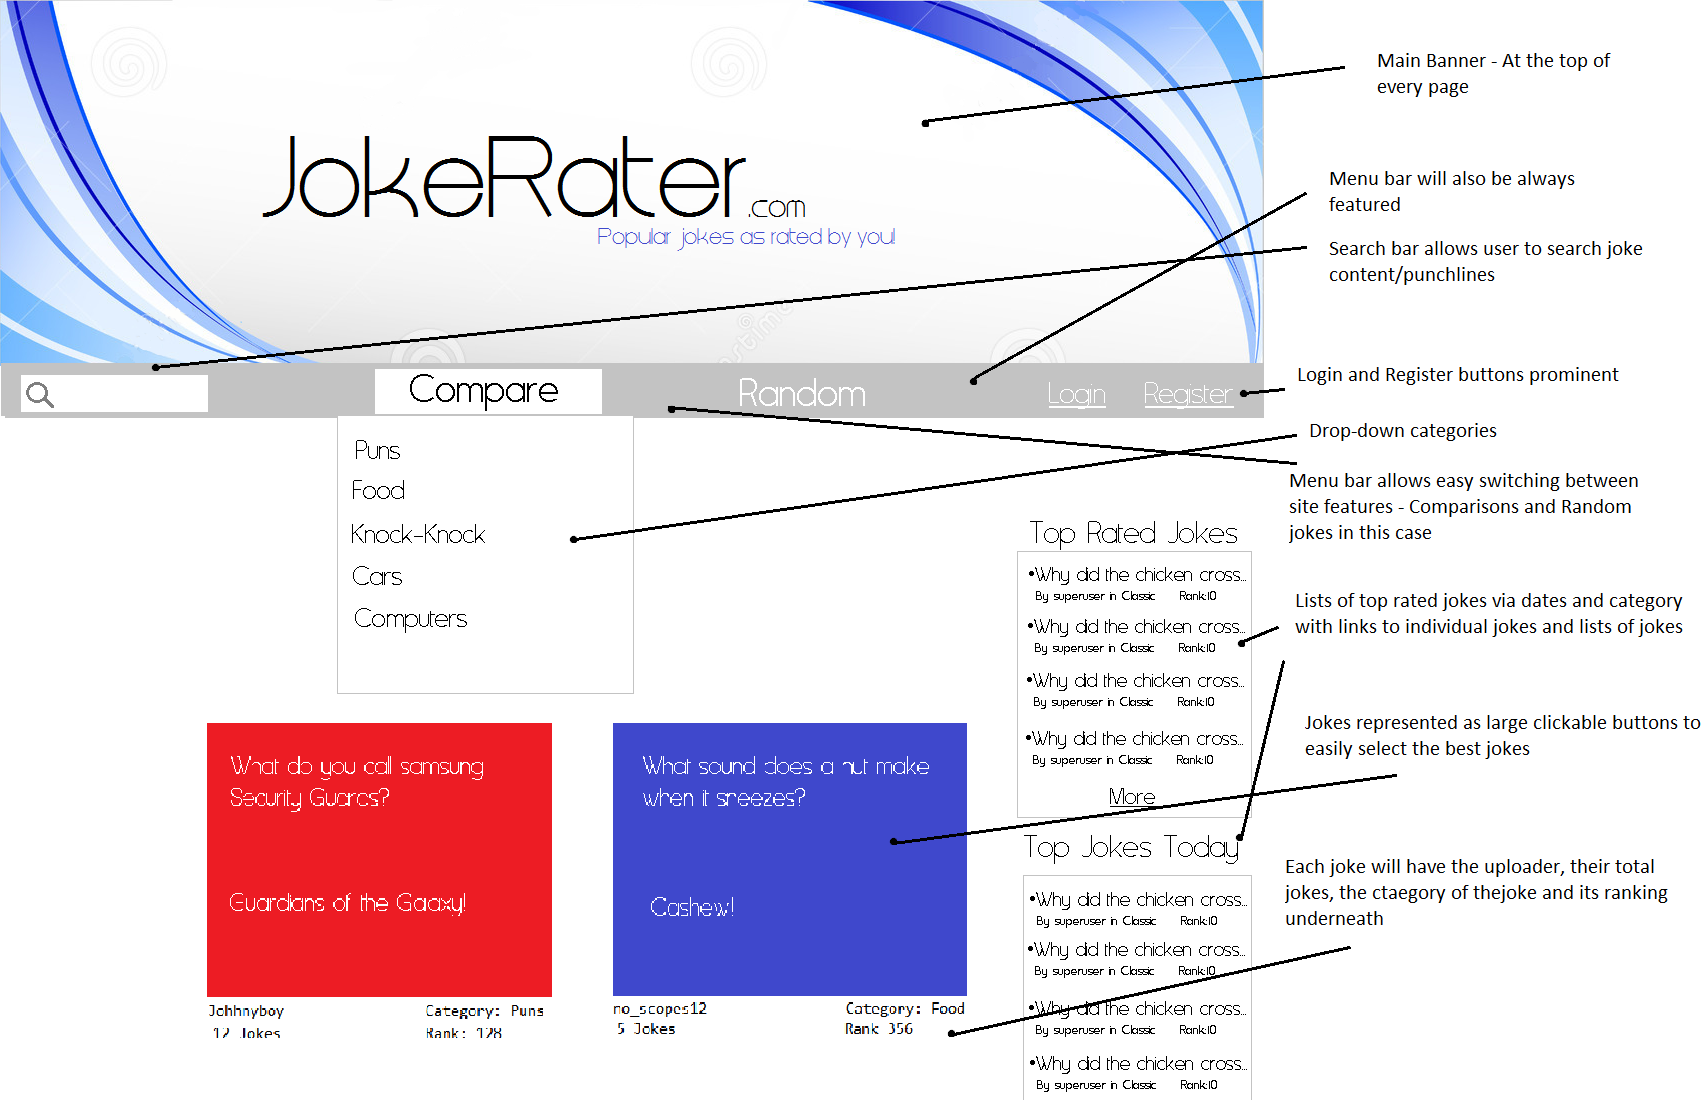 JokeRater.com
Popular jokes as rated by you!
Compare
Random
Login
Register
Puns
Food
Knock-Knock
Cars
Computers
What do you call samsung
Security Guards?
Guardians of the Galaxy!
Johhnyboy
12 Jokes
Category: Puns
Rank: 128
What sound does a nut make
when it sneezes?
Cashew!
no_scopes12
5 Jokes
Category: Food
Rank 356
Top Rated Jokes
•Why did the chicken cross...
By superuser in Classic Rank:10
•Why did the chicken cross...
By superuser in Classic Rank:10
•Why did the chicken cross...
By superuser in Classic Rank:10
•Why did the chicken cross...
By superuser in Classic Rank:10
More
Top Jokes Today
•Why did the chicken cross...
By superuser in Classic Rank:10
•Why did the chicken cross...
By superuser in Classic Rank:10
•Why did the chicken cross...
By superuser in Classic Rank:10
•Why did the chicken cross...
By superuser in Classic Rank:10
Main Banner - At the top of
every page
Menu bar will also be always
featured
Search bar allows user to search joke
content/punchlines
Login and Register buttons prominent
Drop-down categories
Menu bar allows easy switching between
site features - Comparisons and Random
jokes in this case
Lists of top rated jokes via dates and category
with links to individual jokes and lists of jokes
Jokes represented as large clickable buttons to
easily select the best jokes
Each joke will have the uploader, their total
jokes, the ctaegory of thejoke and its ranking
underneath